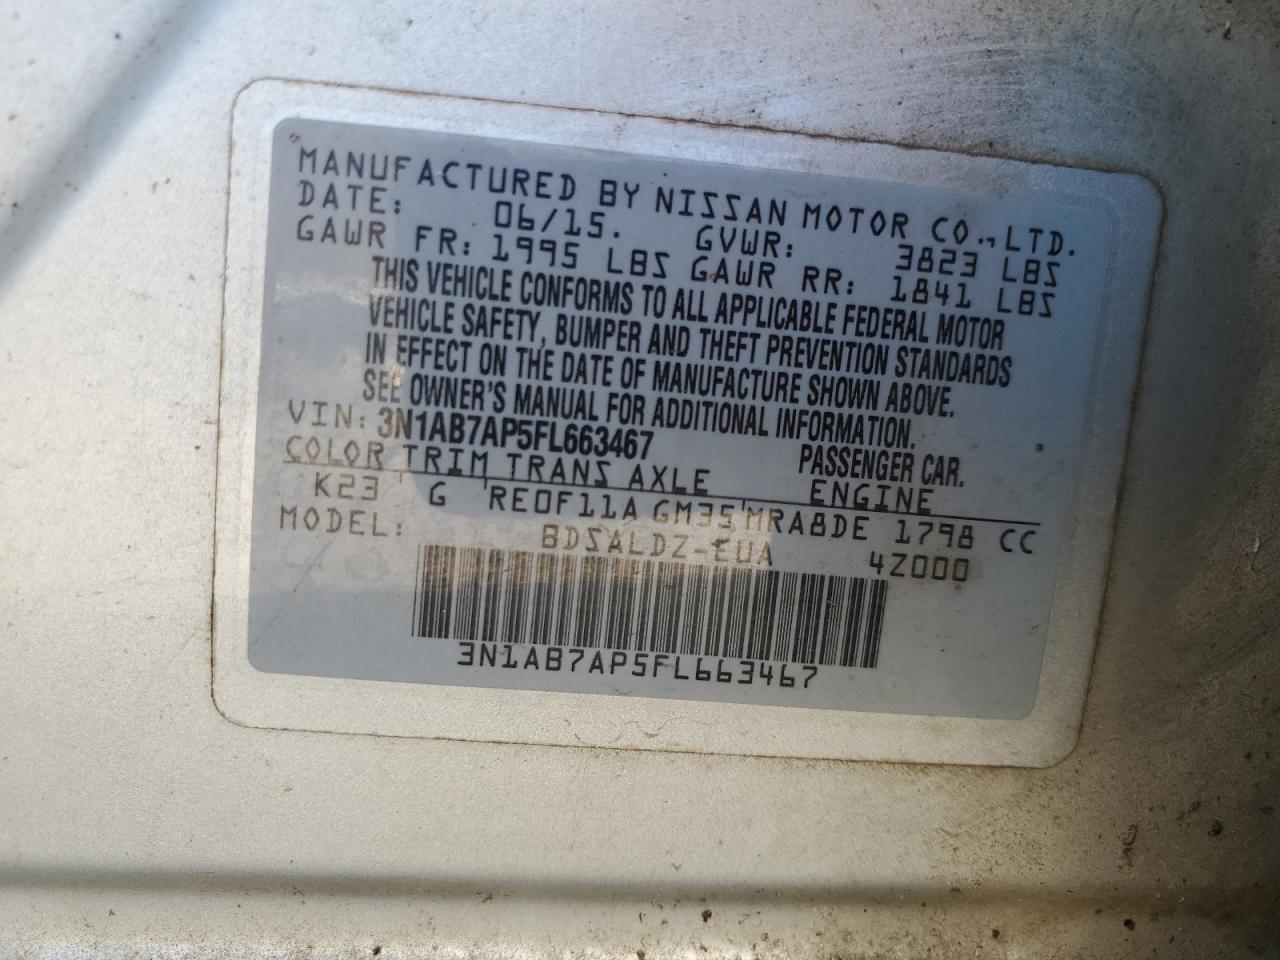 MANUFACTURED BY NISSAN MOTOR CO., LTD.
DATE: 06/15. GVWR: 3823 LBS
GAWR FR: 1995 LBS GAWR RR: 1841 LBS
THIS VEHICLE CONFORMS TO ALL APPLICABLE FEDERAL MOTOR
VEHICLE SAFETY, BUMPER AND THEFT PREVENTION STANDARDS
IN EFFECT ON THE DATE OF MANUFACTURE SHOWN ABOVE.
SEE OWNER'S MANUAL FOR ADDITIONAL INFORMATION.
VIN: 3N1AB7AP5FL663467 PASSENGER CAR.
COLOR TRIM TRANS AXLE ENGINE
K23 G RE0F11A GM35 MRA8DE 1798 CC
MODEL: BDSALDZ-EUA 4Z000
3N1AB7AP5FL663467